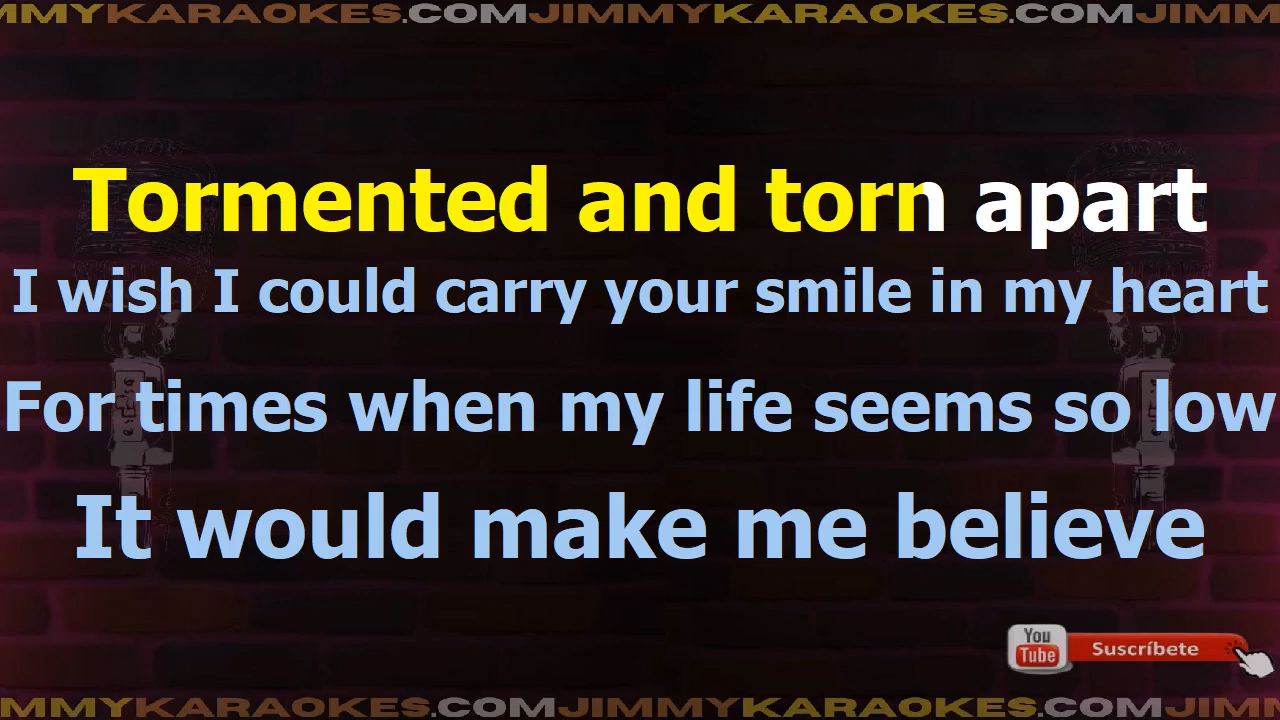 JIMMYKARAOKES.COMJIMMYKARAOKES.COMJIMM
Tormented and torn apart
I wish I could carry your smile in my heart
For times when my life seems so low
It would make me believe
You
Tube
Suscríbete
MMYKARAOKES.COMJIMMYKARAOKES.COMJIMM